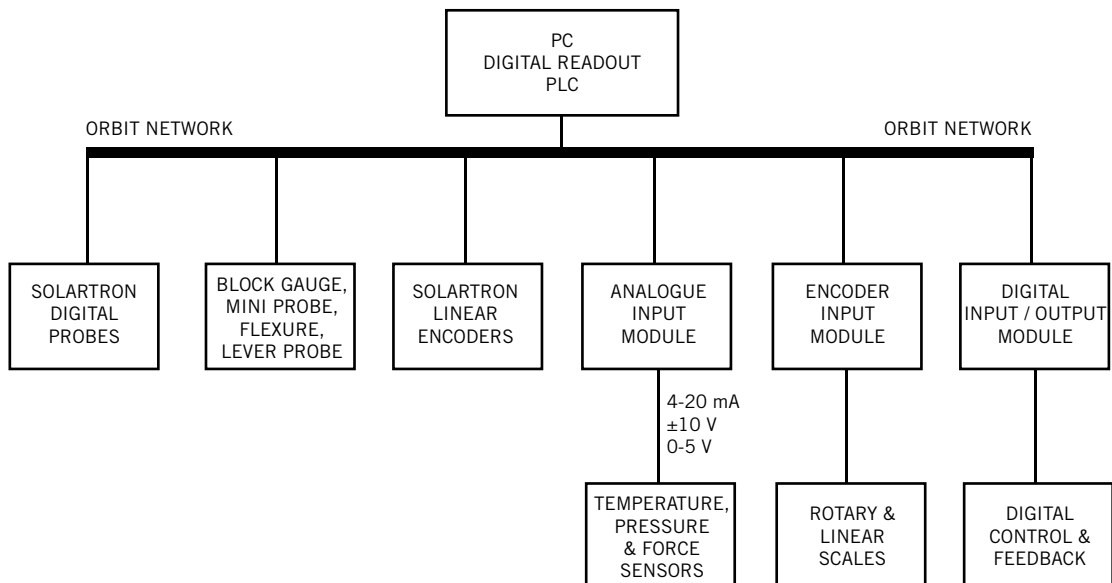 PC
DIGITAL READOUT
PLC
ORBIT NETWORK
ORBIT NETWORK
SOLARTRON
DIGITAL
PROBES
BLOCK GAUGE,
MINI PROBE,
FLEXURE,
LEVER PROBE
SOLARTRON
LINEAR
ENCODERS
ANALOGUE
INPUT
MODULE
ENCODER
INPUT
MODULE
DIGITAL
INPUT / OUTPUT
MODULE
4-20 mA
±10 V
0-5 V
TEMPERATURE,
PRESSURE
& FORCE
SENSORS
ROTARY &
LINEAR
SCALES
DIGITAL
CONTROL &
FEEDBACK